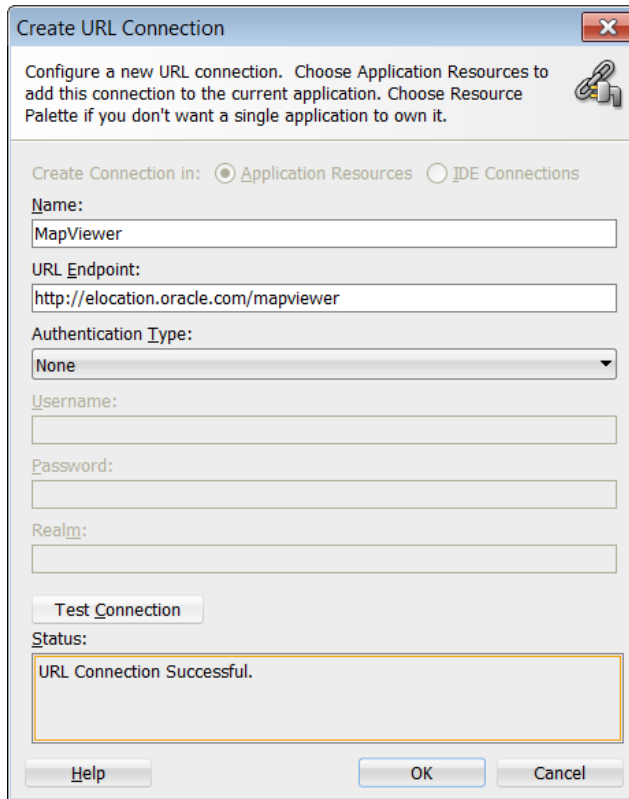 Create URL Connection
Configure a new URL connection.  Choose Application Resources to
add this connection to the current application. Choose Resource
Palette if you don't want a single application to own it.
Create Connection in: Application Resources IDE Connections
Name:
MapViewer
URL Endpoint:
http://elocation.oracle.com/mapviewer
Authentication Type:
None
Username:
Password:
Realm:
Test Connection
Status:
URL Connection Successful.
Help OK Cancel